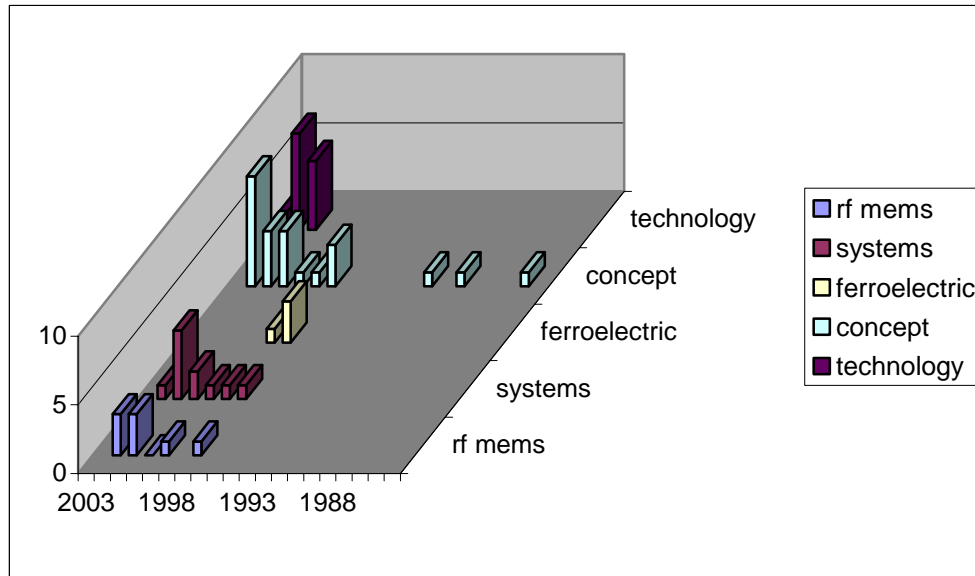 technology
concept
ferroelectric
systems
rf mems
10
5
0
2003 1998 1993 1988
rf mems
systems
ferroelectric
concept
technology